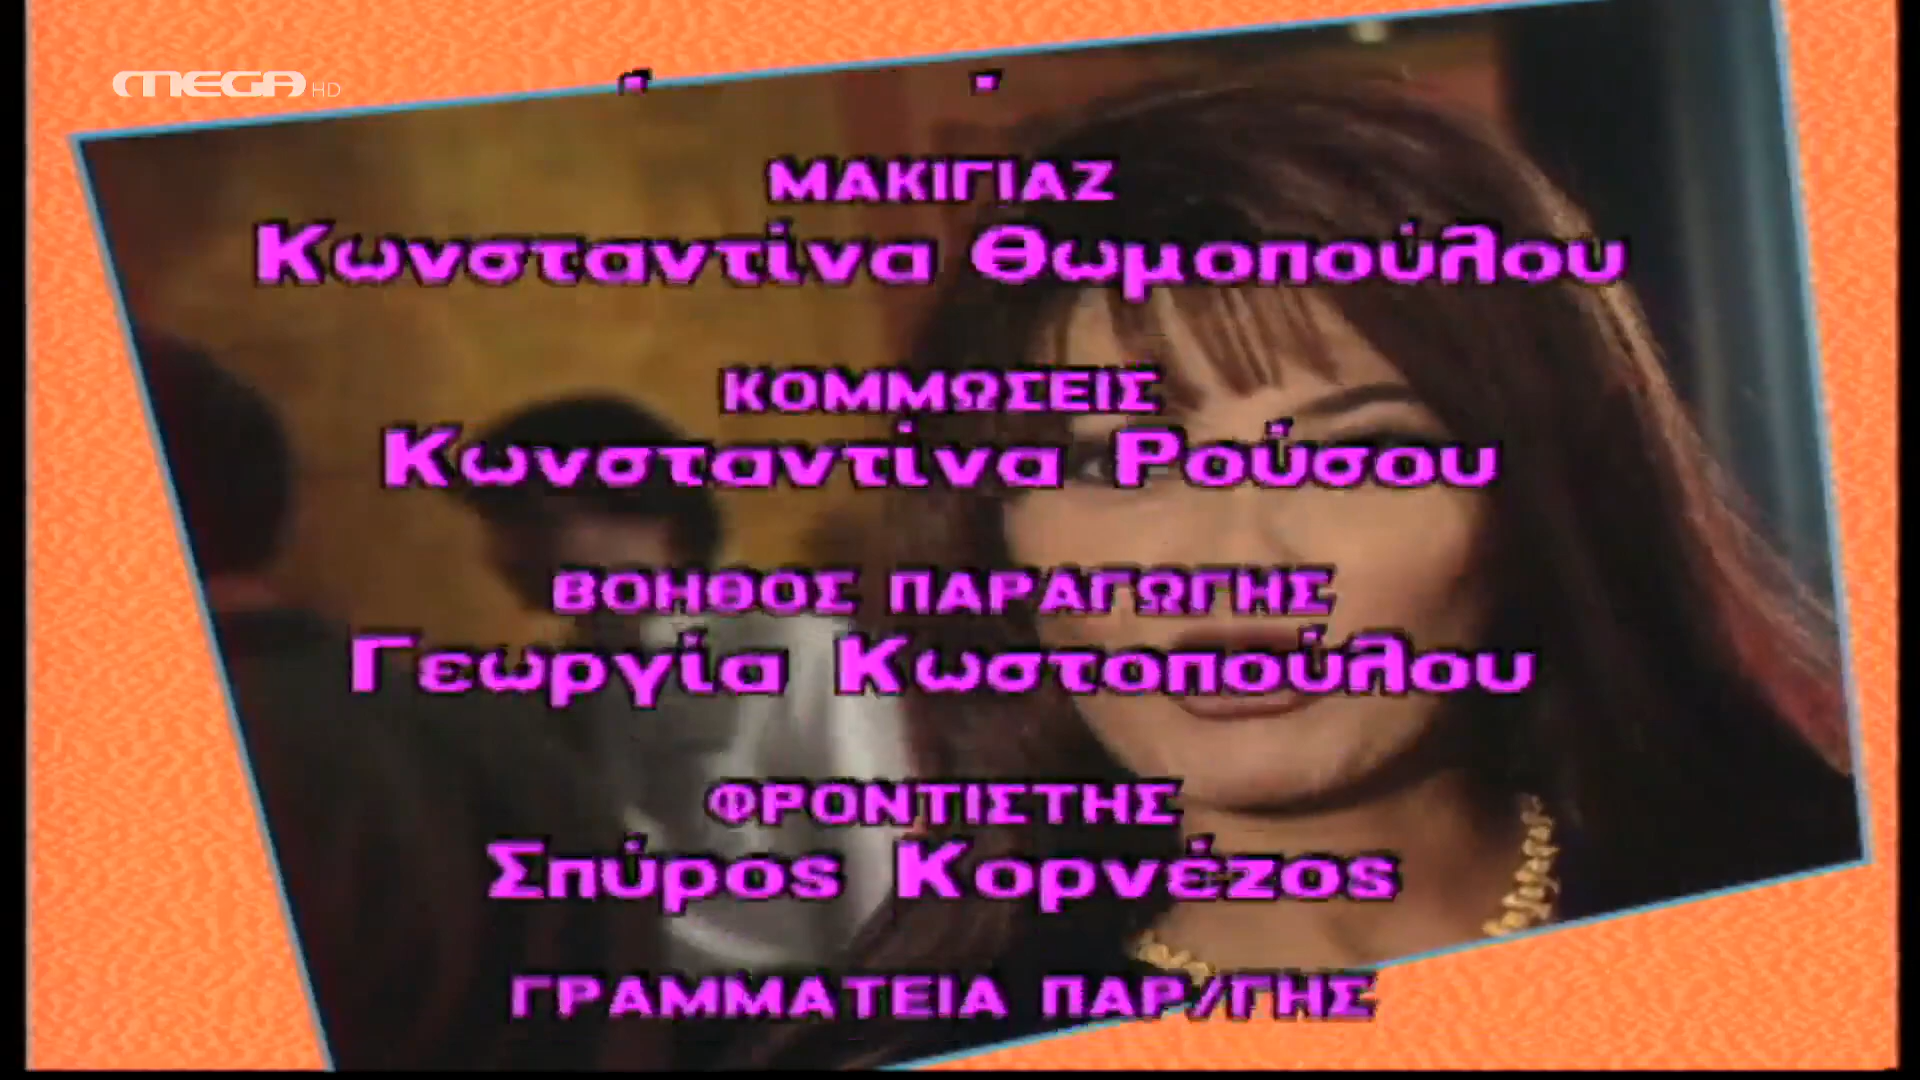 MEGA HD
ΜΑΚΙΓΙΑΖ
Κωνσταντίνα Θωμοπούλου
ΚΟΜΜΩΣΕΙΣ
Κωνσταντίνα Ρούσου
ΒΟΗΘΟΣ ΠΑΡΑΓΩΓΗΣ
Γεωργία Κωστοπούλου
ΦΡΟΝΤΙΣΤΗΣ
Σπύρος Κορνέζος
ΓΡΑΜΜΑΤΕΙΑ ΠΑΡ/ΓΗΣ